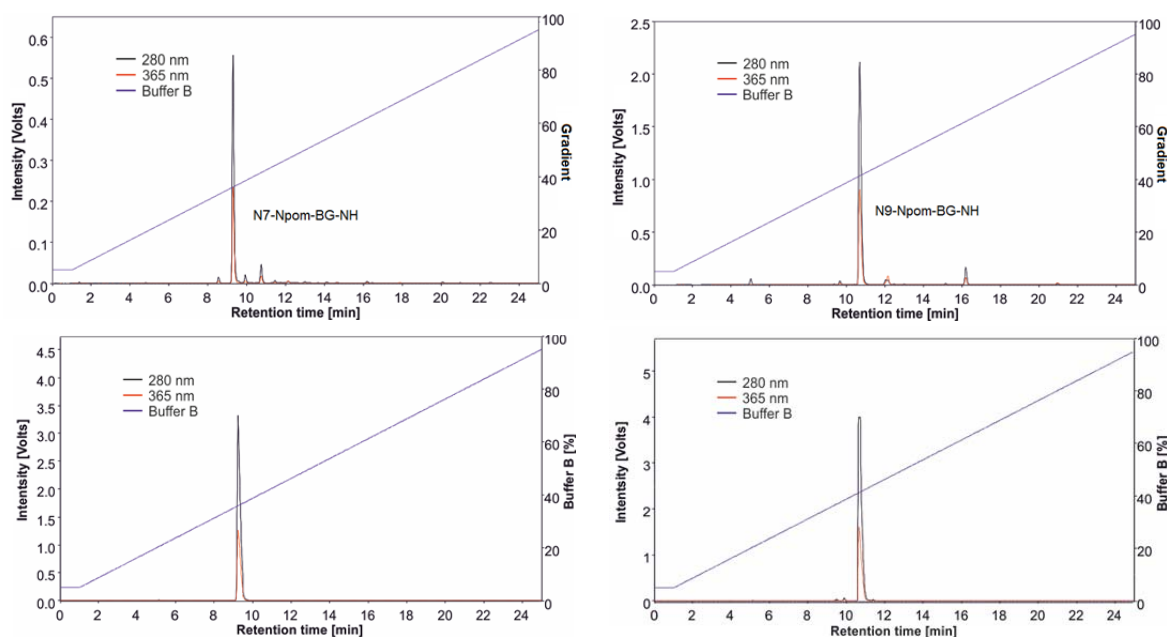 0.6
0.5
0.4
0.3
0.2
0.1
0.0
Intensity [Volts]
280 nm
365 nm
Buffer B
N7-Npom-BG-NH
100
80
60
40
20
0
Gradient
0 2 4 6 8 10 12 14 16 18 20 22 24
Retention time [min]
2.5
2.0
1.5
1.0
0.5
0.0
Intensity [Volts]
280 nm
365 nm
Buffer B
N9-Npom-BG-NH
100
80
60
40
20
0
Gradient
0 2 4 6 8 10 12 14 16 18 20 22 24
Retention time [min]
4.5
4.0
3.5
3.0
2.5
2.0
1.5
1.0
0.5
0.0
Intentsity [Volts]
280 nm
365 nm
Buffer B
100
80
60
40
20
0
Buffer B [%]
0 2 4 6 8 10 12 14 16 18 20 22 24
Retention time [min]
5
4
3
2
1
0
Intentsity [Volts]
280 nm
365 nm
Buffer B
100
80
60
40
20
0
Buffer B [%]
0 2 4 6 8 10 12 14 16 18 20 22 24
Retention time [min]